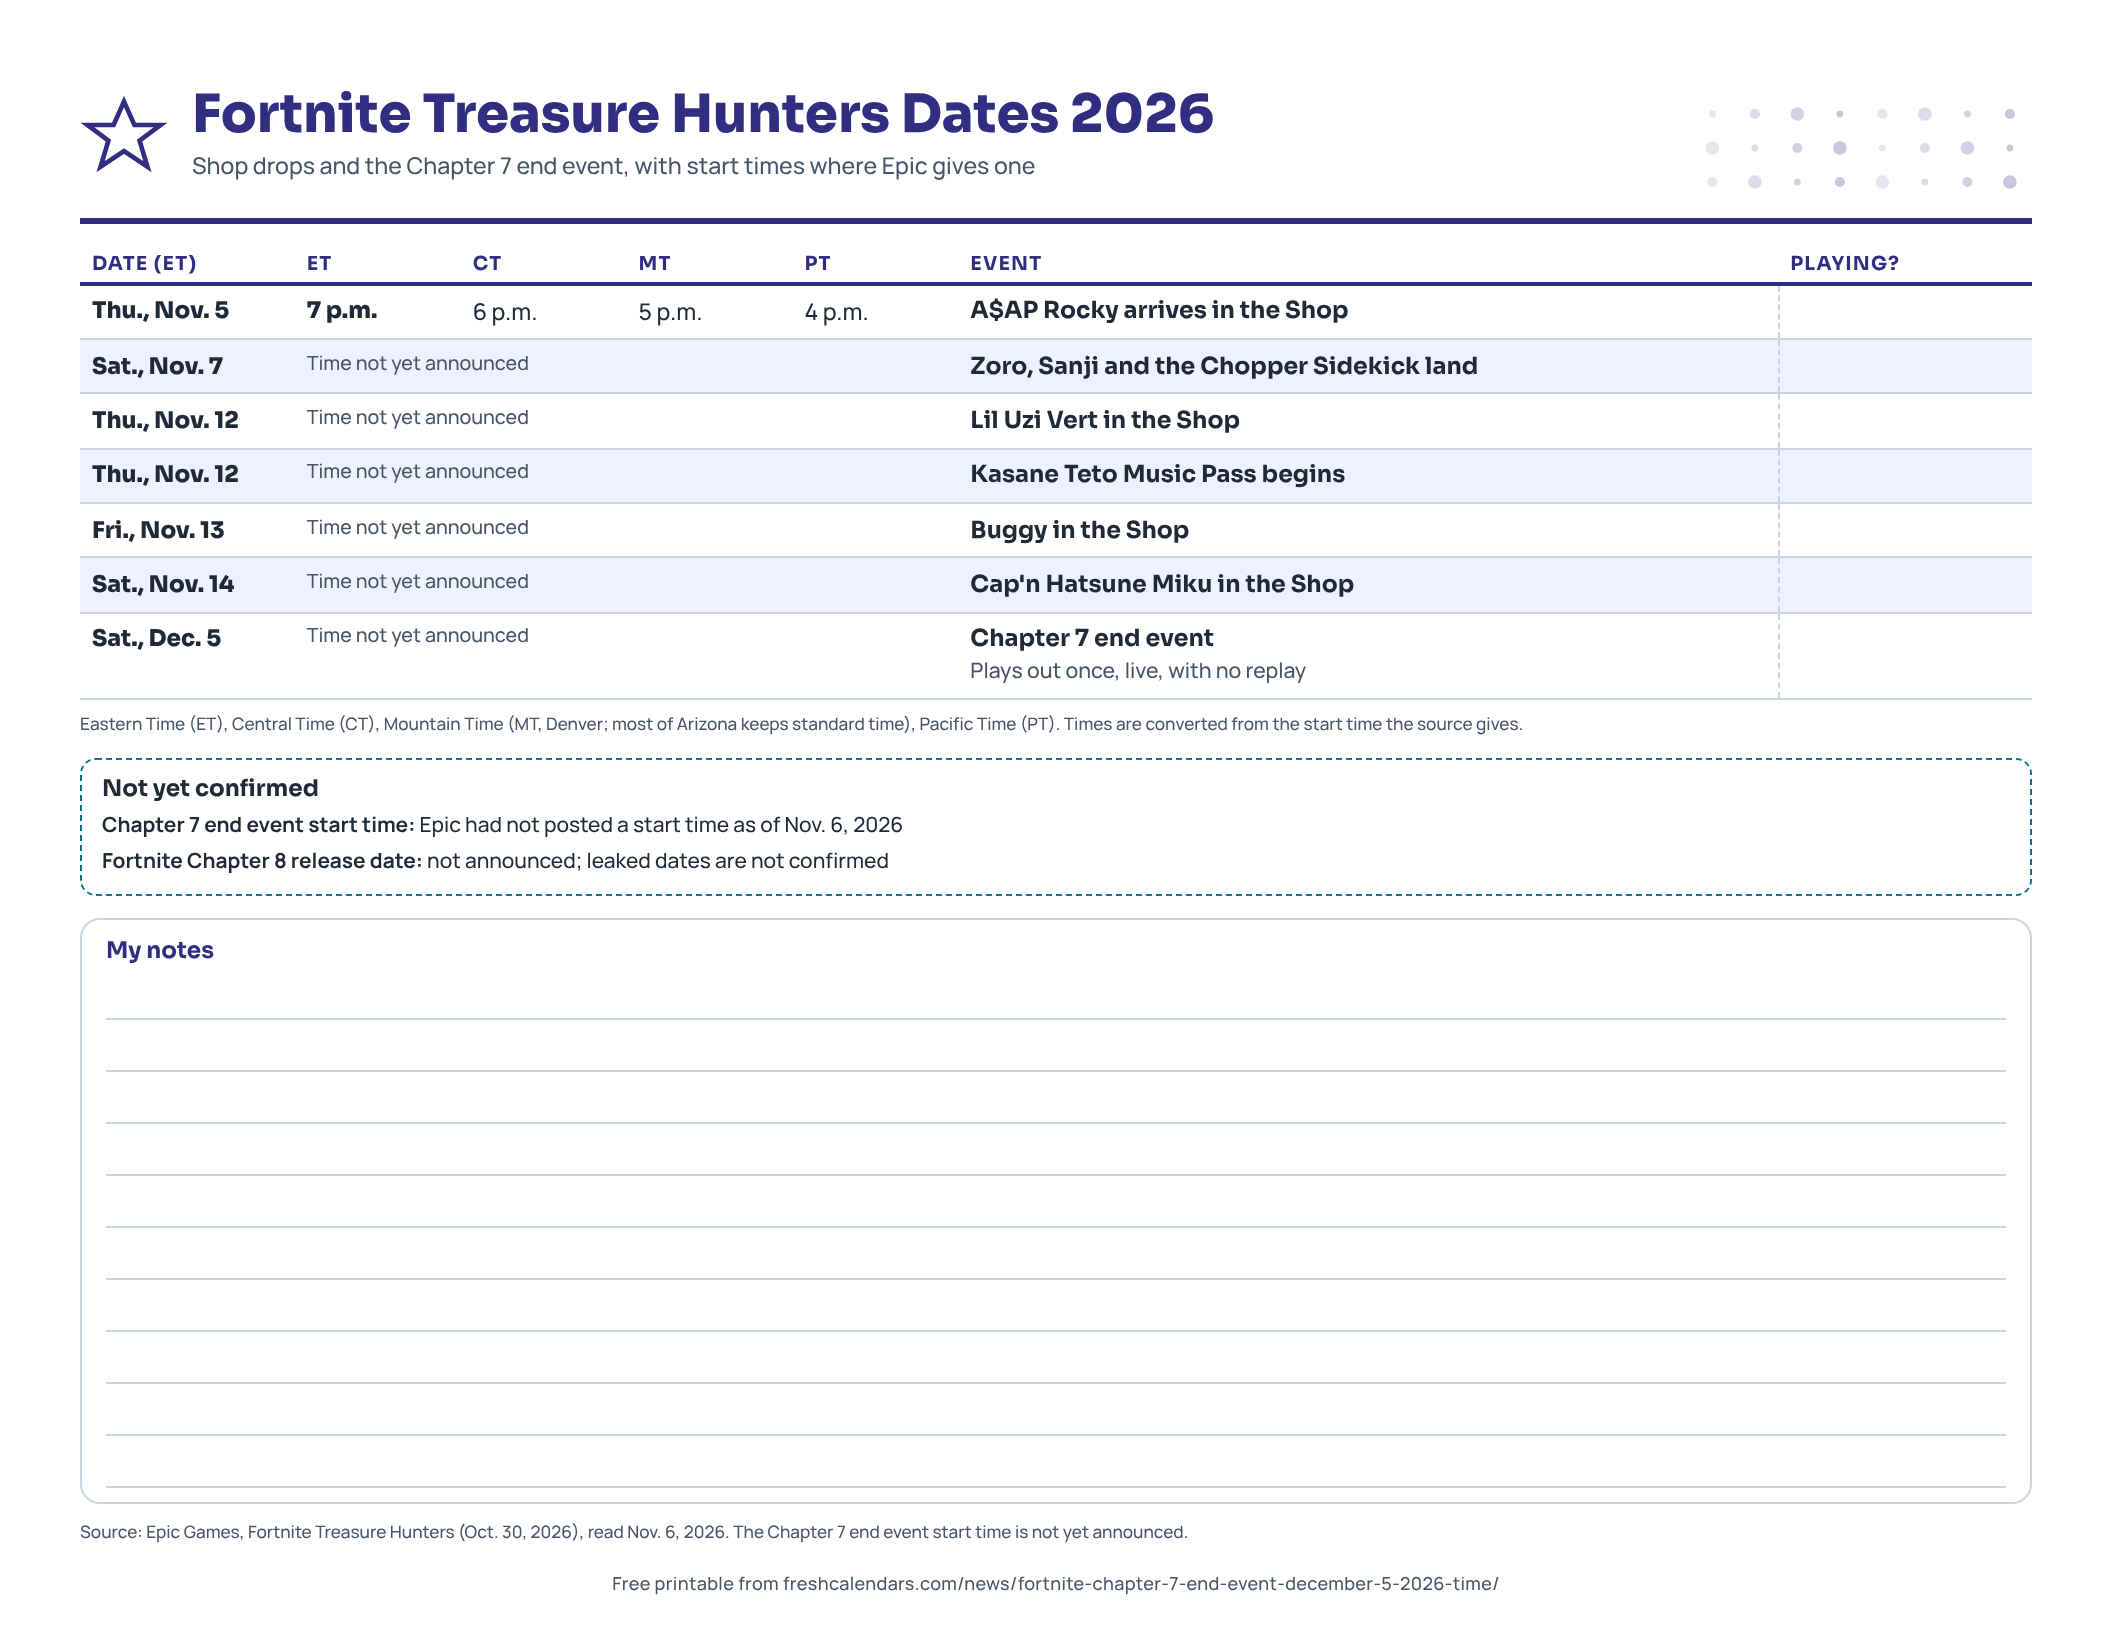 Fortnite Treasure Hunters Dates 2026
Shop drops and the Chapter 7 end event, with start times where Epic gives one
DATE (ET) ET CT MT PT EVENT PLAYING?
Thu., Nov. 5 7 p.m. 6 p.m. 5 p.m. 4 p.m. A$AP Rocky arrives in the Shop
Sat., Nov. 7 Time not yet announced Zoro, Sanji and the Chopper Sidekick land
Thu., Nov. 12 Time not yet announced Lil Uzi Vert in the Shop
Thu., Nov. 12 Time not yet announced Kasane Teto Music Pass begins
Fri., Nov. 13 Time not yet announced Buggy in the Shop
Sat., Nov. 14 Time not yet announced Cap'n Hatsune Miku in the Shop
Sat., Dec. 5 Time not yet announced Chapter 7 end event
Plays out once, live, with no replay
Eastern Time (ET), Central Time (CT), Mountain Time (MT, Denver; most of Arizona keeps standard time), Pacific Time (PT). Times are converted from the start time the source gives.
Not yet confirmed
Chapter 7 end event start time: Epic had not posted a start time as of Nov. 6, 2026
Fortnite Chapter 8 release date: not announced; leaked dates are not confirmed
My notes
Source: Epic Games, Fortnite Treasure Hunters (Oct. 30, 2026), read Nov. 6, 2026. The Chapter 7 end event start time is not yet announced.
Free printable from freshcalendars.com/news/fortnite-chapter-7-end-event-december-5-2026-time/